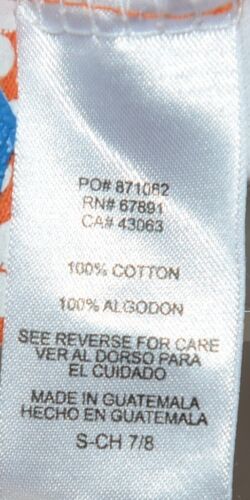 PO# 871082
RN# 67891
CA# 43063
100% COTTON
100% ALGODON
SEE REVERSE FOR CARE
VER AL DORSO PARA
EL CUIDADO
MADE IN GUATEMALA
HECHO EN GUATEMALA
S-CH 7/8